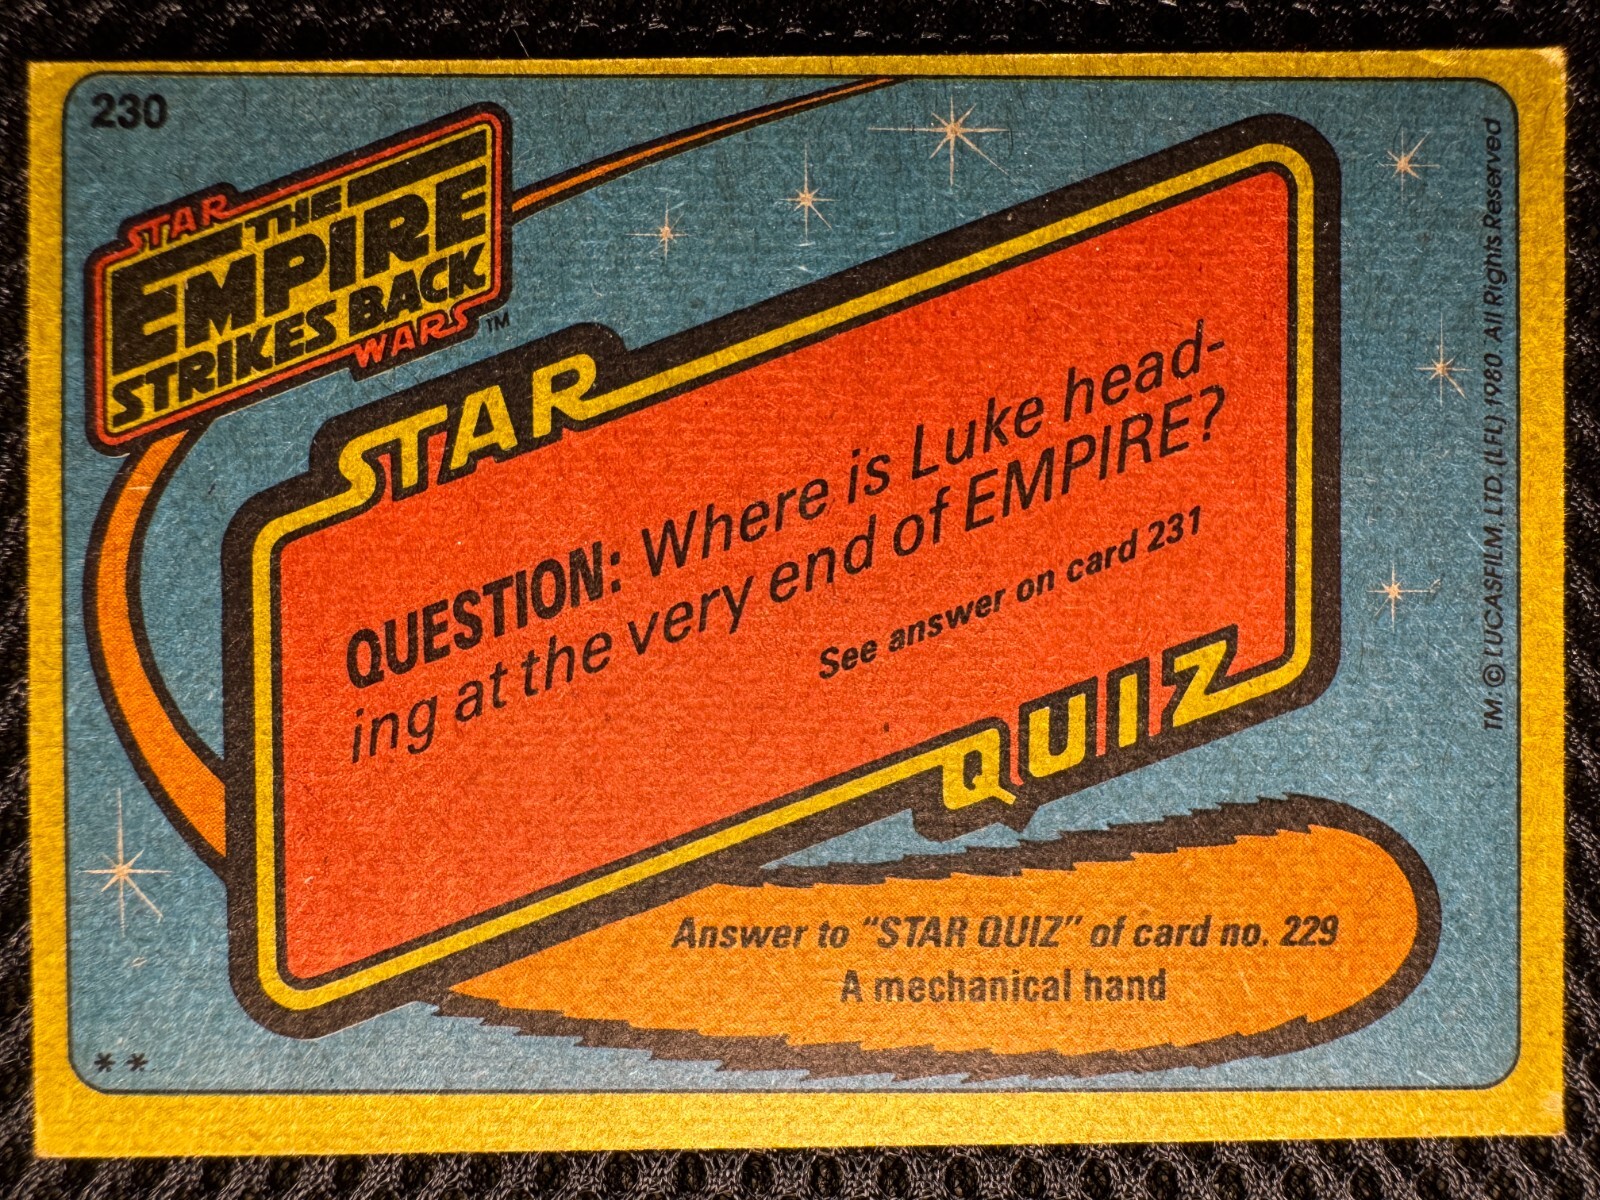 230
STAR
THE
EMPIRE
STRIKES BACK
WARS TM
STAR
QUESTION: Where is Luke head-
ing at the very end of EMPIRE?
See answer on card 231
QUIZ
Answer to "STAR QUIZ" of card no. 229
A mechanical hand
**
TM © LUCASFILM, LTD. (LFL) 1980. All Rights Reserved